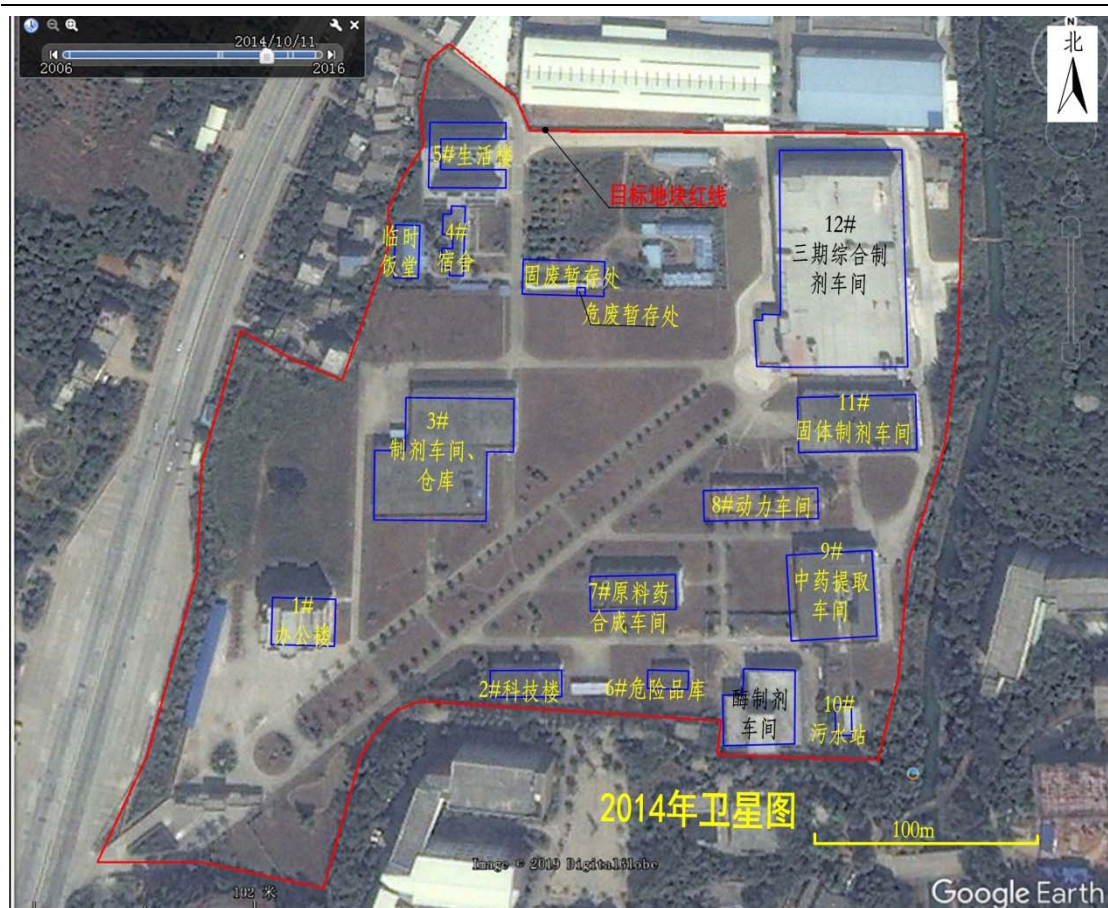 2014/10/11
2006
2016
N
北
5#生活楼
目标地块红线
临时
饭堂
4#
宿舍
12#
三期综合制
剂车间
固废暂存处
危废暂存处
3#
制剂车间、
仓库
11#
固体制剂车间
8#动力车间
9#
中药提取
车间
7#原料药
合成车间
1#
办公楼
2#科技楼
6#危险品库
酶制剂
车间
10#
污水站
2014年卫星图
100m
Image © 2019 DigitalGlobe
192 米
Google Earth